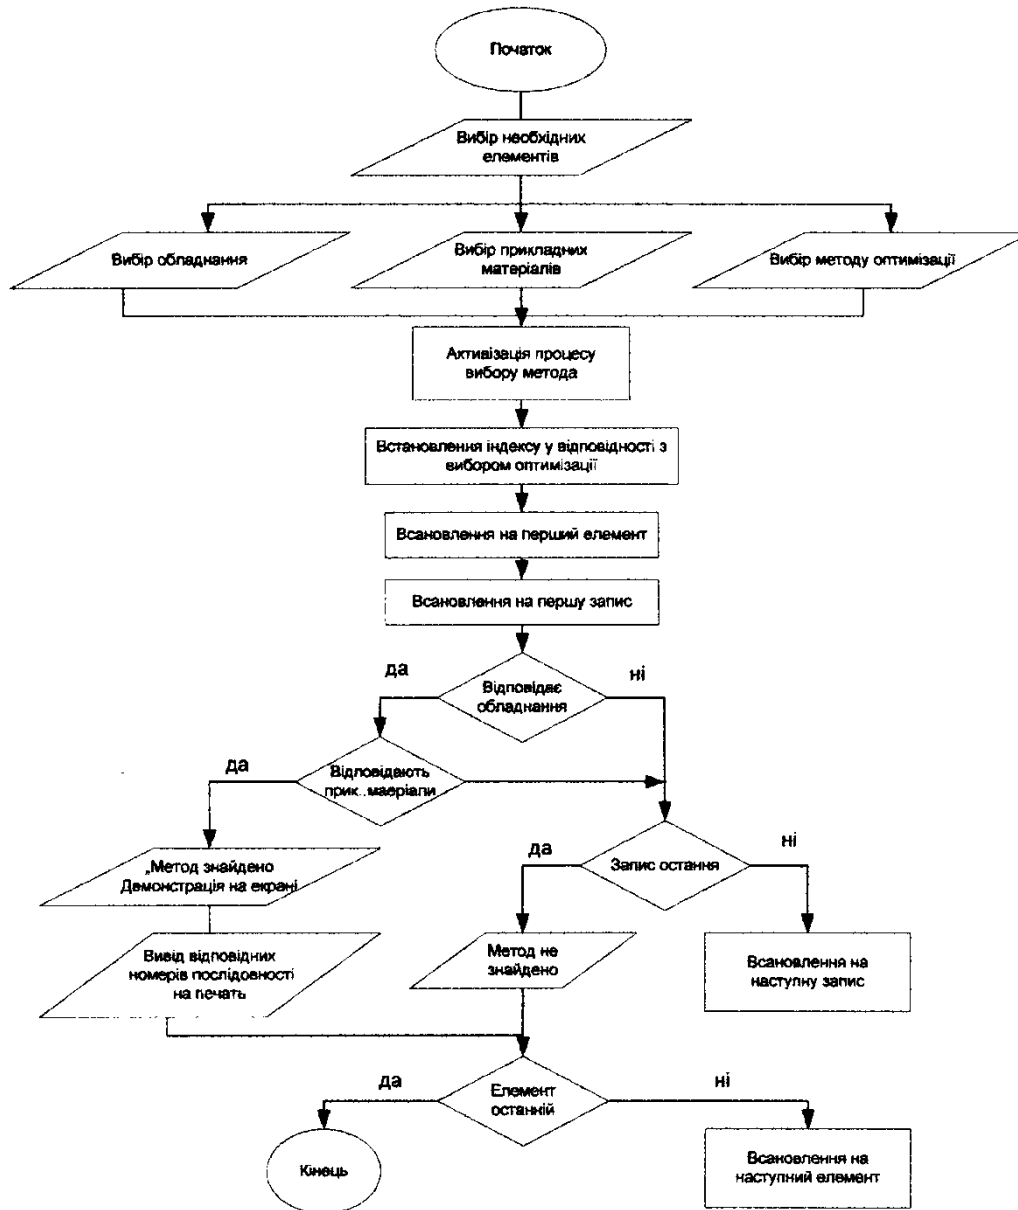 Початок
Вибір необхідних
елементів
Вибір обладнання
Вибір прикладних
матеріалів
Вибір методу оптимізації
Активізація процесу
вибору метода
Встановлення індексу у відповідності з
вибором оптимізації
Всановлення на перший елемент
Всановлення на першу запис
да
ні
Відповідає
обладнання
да
Відповідають
прик..маеріали
да
ні
Запис остання
„Метод знайдено
Демонстрація на екрані
Вивід відповідних
номерів послідовності
на печать
Метод не
знайдено
Всановлення на
наступну запис
да
ні
Елемент
останній
Кінець
Всановлення на
наступний елемент